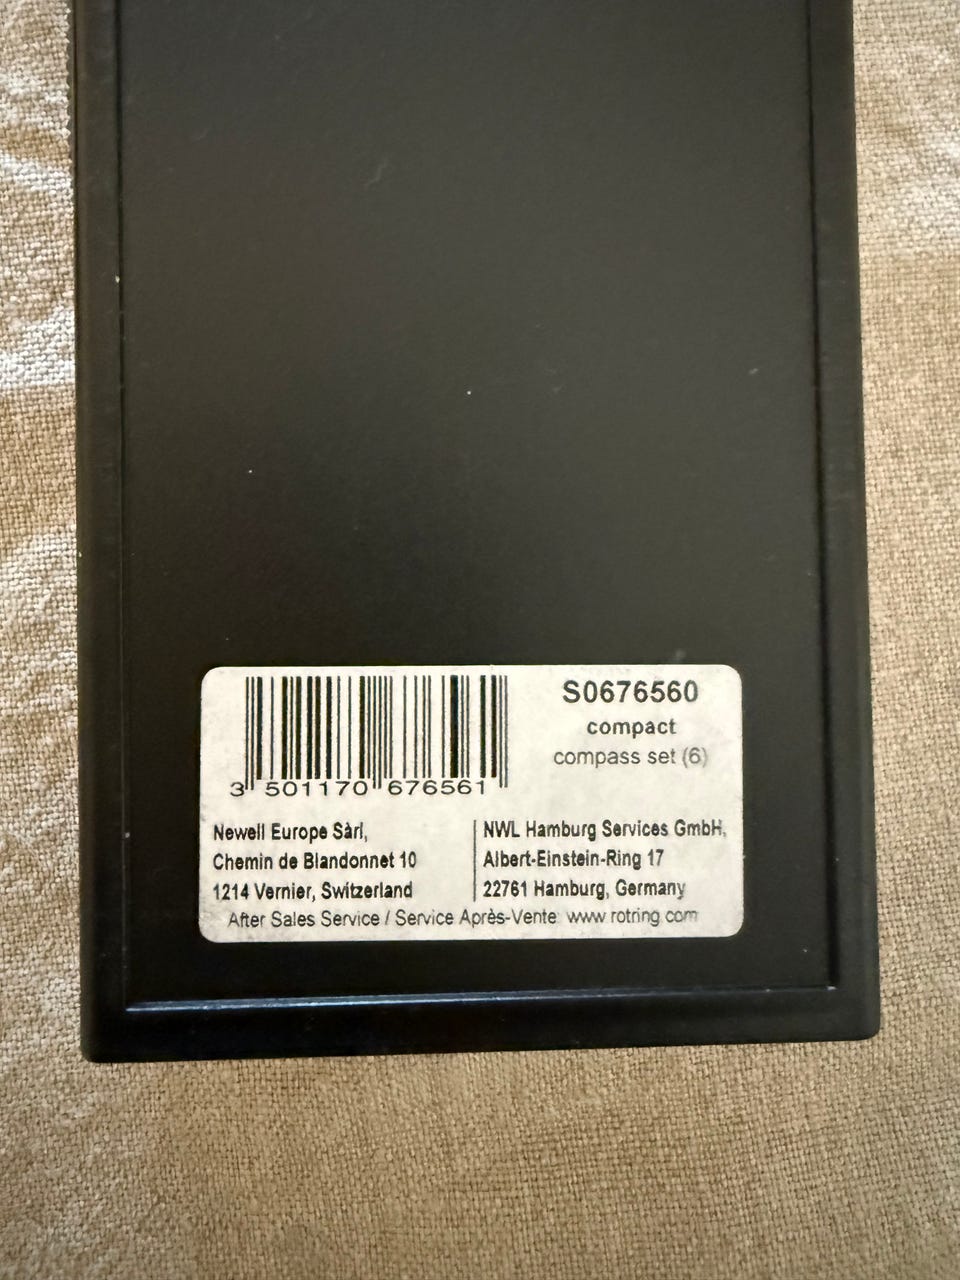 S0676560
compact
compass set (6)
3 501170 676561
Newell Europe Sàrl,
Chemin de Blandonnet 10
1214 Vernier, Switzerland
NWL Hamburg Services GmbH,
Albert-Einstein-Ring 17
22761 Hamburg, Germany
After Sales Service / Service Après-Vente www rotring com